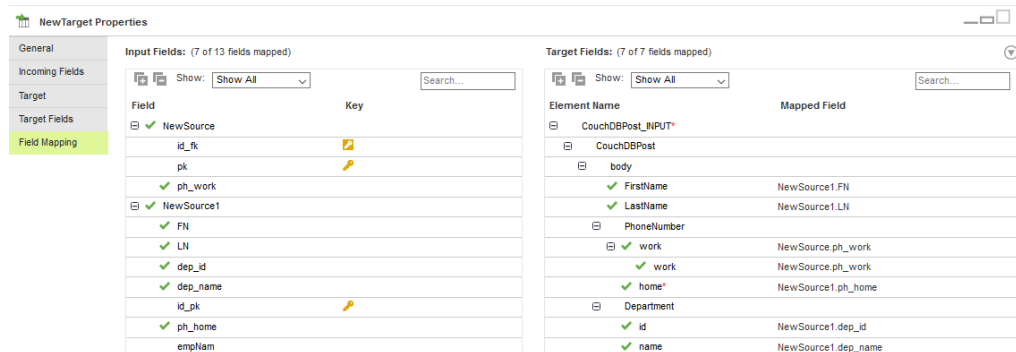 NewTarget Properties
General
Incoming Fields
Target
Target Fields
Field Mapping
Input Fields: (7 of 13 fields mapped)
Show: Show All
Search...
Field Key
NewSource
id_fk
pk
ph_work
NewSource1
FN
LN
dep_id
dep_name
id_pk
ph_home
empNam
Target Fields: (7 of 7 fields mapped)
Show: Show All
Search...
Element Name Mapped Field
CouchDBPost_INPUT*
CouchDBPost
body
FirstName NewSource1.FN
LastName NewSource1.LN
PhoneNumber
work NewSource.ph_work
work NewSource.ph_work
home* NewSource1.ph_home
Department
id NewSource1.dep_id
name NewSource1.dep_name